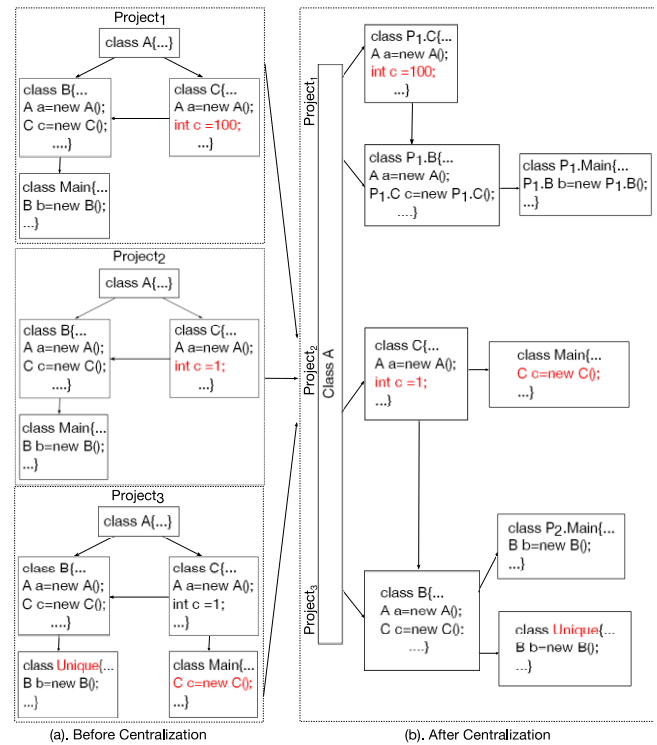 Project1
class A{...}
class B{...
A a=new A();
C c=new C();
....}
class C{...
A a=new A();
int c =100;
...}
class Main{...
B b=new B();
...}
Project2
class A{...}
class B{...
A a=new A();
C c=new C();
....}
class C{...
A a=new A();
int c =1;
...}
class Main{...
B b=new B();
...}
Project3
class A{...}
class B{...
A a=new A();
C c=new C();
....}
class C{...
A a=new A();
int c =1;
...}
class Unique{...
B b=new B();
...}
class Main{...
C c=new C();
...}
(a). Before Centralization
Project1
Project2
Project3
Class A
class P1.C{...
A a=new A();
int c =100;
...}
class P1.B{...
A a=new A();
P1.C c=new P1.C();
....}
class P1.Main{...
P1.B b=new P1.B();
...}
class C{...
A a=new A();
int c =1;
...}
class Main{...
C c=new C();
...}
class P2.Main{...
B b=new B();
...}
class B{...
A a=new A();
C c=new C();
....}
class Unique{...
B b=new B();
...}
(b). After Centralization